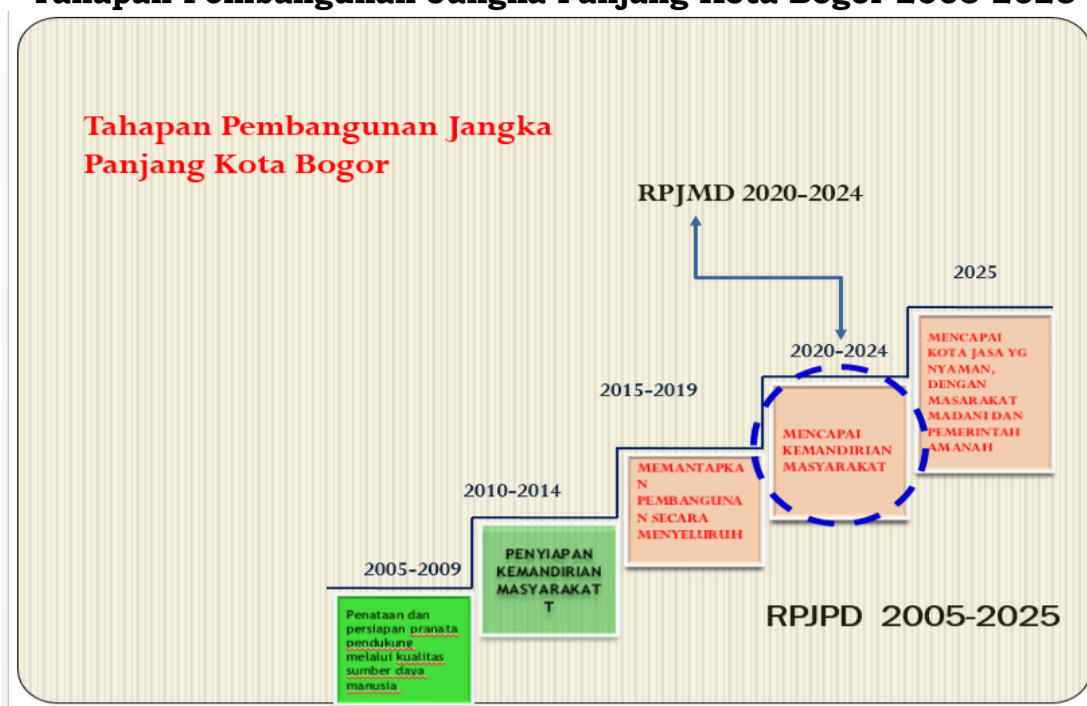 Tahapan Pembangunan Jangka Panjang Kota Bogor 2005-2025
Tahapan Pembangunan Jangka
Panjang Kota Bogor
RPJMD 2020-2024
2025
2020-2024
MENCAPAI
KOTA JASA YG
NYAMAN,
DENGAN
MASARAKAT
MADANI DAN
PEMERINTAH
AMANAH
2015-2019
MENCAPAI
KEMANDIRIAN
MASYARAKAT
2010-2014
MEMANTAPKA
N
PEMBANGUNA
N SECARA
MENYELURUH
2005-2009
PENYIAPAN
KEMANDIRIAN
MASYARAKAT
T
Penataan dan
persiapan pranata
pendukung
melalui kualitas
sumber daya
manusia
RPJPD 2005-2025